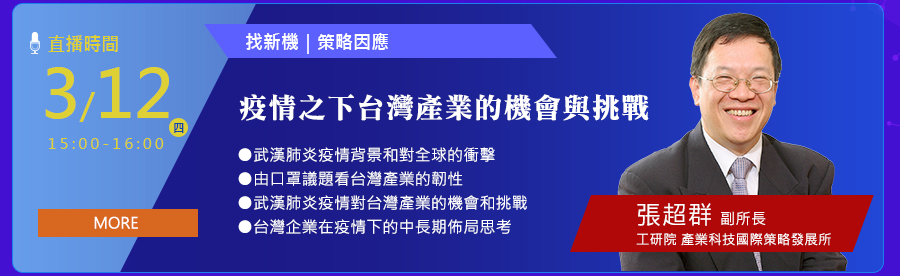 直播時間
3/12
四
15:00-16:00
MORE
找新機｜策略因應
疫情之下台灣產業的機會與挑戰
●武漢肺炎疫情背景和對全球的衝擊
●由口罩議題看台灣產業的韌性
●武漢肺炎疫情對台灣產業的機會和挑戰
●台灣企業在疫情下的中長期佈局思考
張超群 副所長
工研院 產業科技國際策略發展所